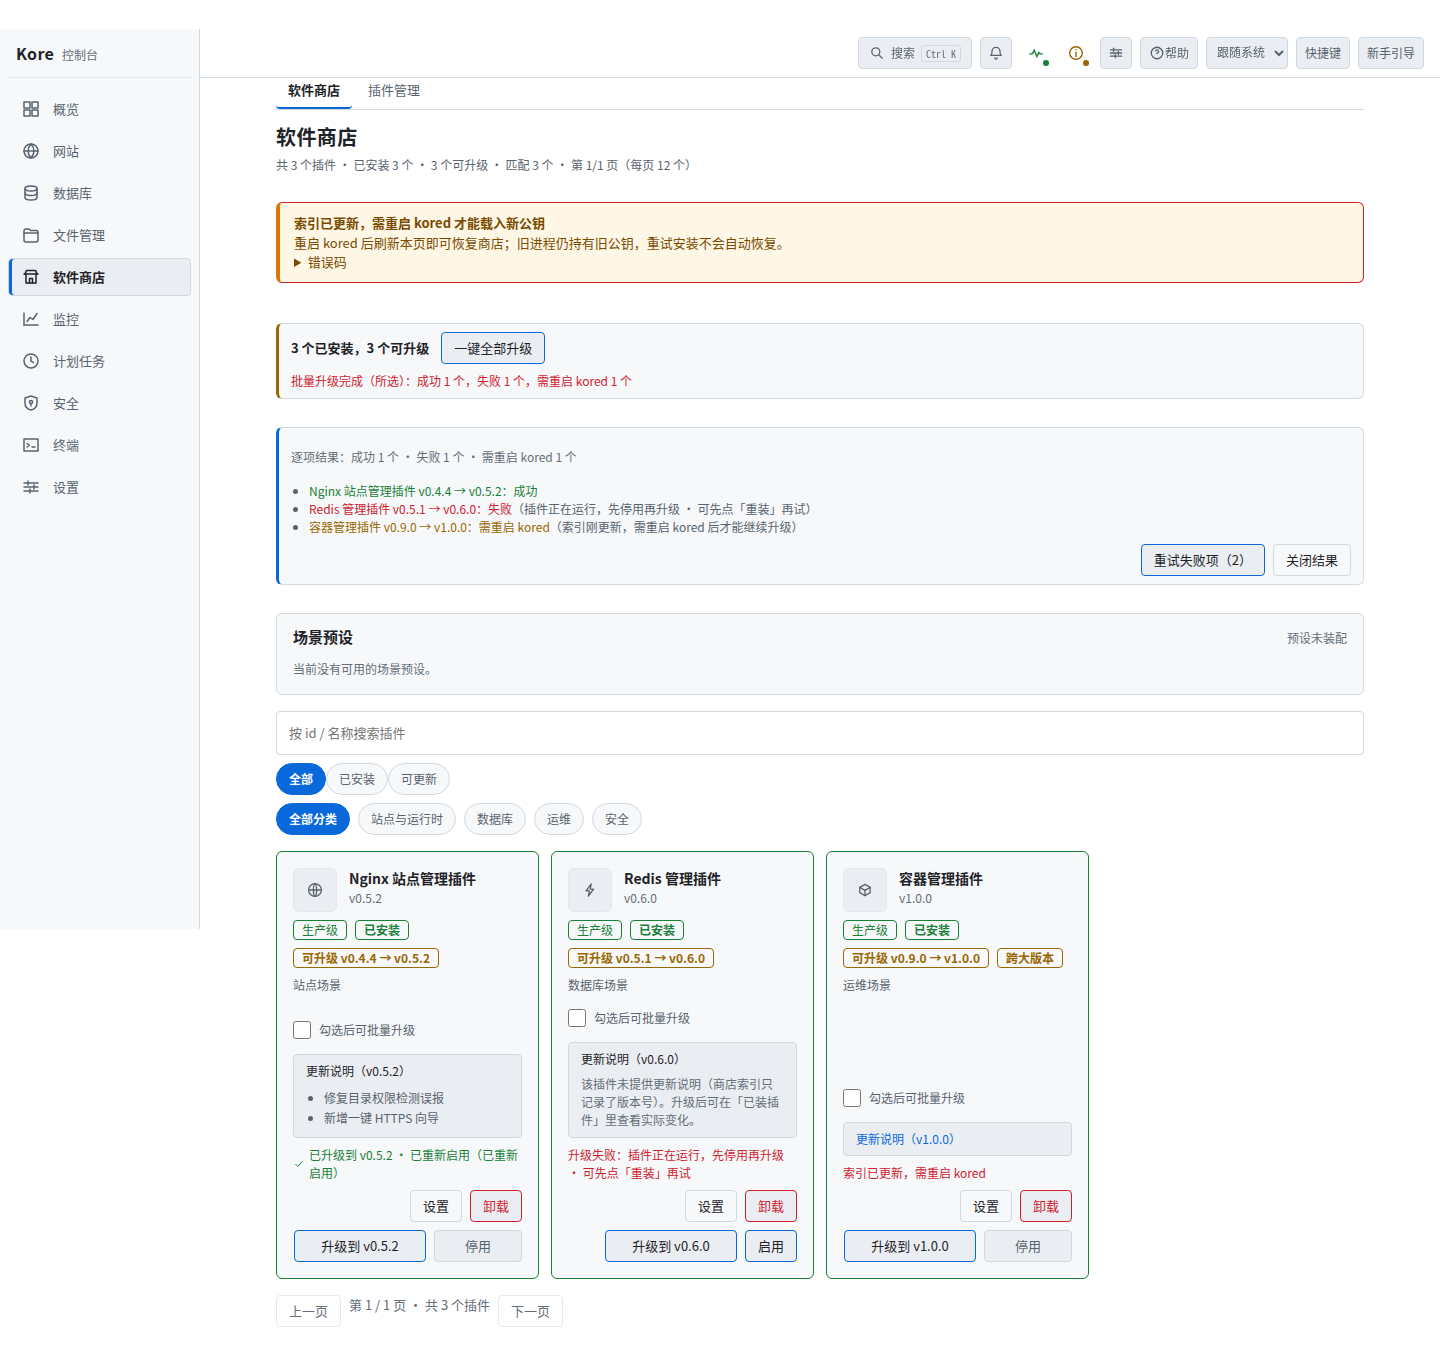 Kore 控制台
搜索 Ctrl K
帮助
跟随系统
快捷键
新手引导
概览
网站
数据库
文件管理
软件商店
监控
计划任务
安全
终端
设置
软件商店 插件管理
软件商店
共 3 个插件 · 已安装 3 个 · 3 个可升级 · 匹配 3 个 · 第 1/1 页（每页 12 个）
索引已更新，需重启 kored 才能载入新公钥
重启 kored 后刷新本页即可恢复商店；旧进程仍持有旧公钥，重试安装不会自动恢复。
错误码
3 个已安装，3 个可升级 一键全部升级
批量升级完成（所选）：成功 1 个，失败 1 个，需重启 kored 1 个
逐项结果：成功 1 个 · 失败 1 个 · 需重启 kored 1 个
Nginx 站点管理插件 v0.4.4 → v0.5.2：成功
Redis 管理插件 v0.5.1 → v0.6.0：失败（插件正在运行，先停用再升级 · 可先点「重装」再试）
容器管理插件 v0.9.0 → v1.0.0：需重启 kored（索引刚更新，需重启 kored 后才能继续升级）
重试失败项（2） 关闭结果
场景预设 预设未装配
当前没有可用的场景预设。
按 id / 名称搜索插件
全部 已安装 可更新
全部分类 站点与运行时 数据库 运维 安全
Nginx 站点管理插件
v0.5.2
生产级 已安装
可升级 v0.4.4 → v0.5.2
站点场景
勾选后可批量升级
更新说明（v0.5.2）
修复目录权限检测误报
新增一键 HTTPS 向导
已升级到 v0.5.2 · 已重新启用（已重新
启用）
设置 卸载
升级到 v0.5.2 停用
Redis 管理插件
v0.6.0
生产级 已安装
可升级 v0.5.1 → v0.6.0
数据库场景
勾选后可批量升级
更新说明（v0.6.0）
该插件未提供更新说明（商店索引只
记录了版本号）。升级后可在「已装插
件」里查看实际变化。
升级失败：插件正在运行，先停用再升级
· 可先点「重装」再试
设置 卸载
升级到 v0.6.0 启用
容器管理插件
v1.0.0
生产级 已安装
可升级 v0.9.0 → v1.0.0 跨大版本
运维场景
勾选后可批量升级
更新说明（v1.0.0）
索引已更新，需重启 kored
设置 卸载
升级到 v1.0.0 停用
上一页 第 1 / 1 页 · 共 3 个插件 下一页